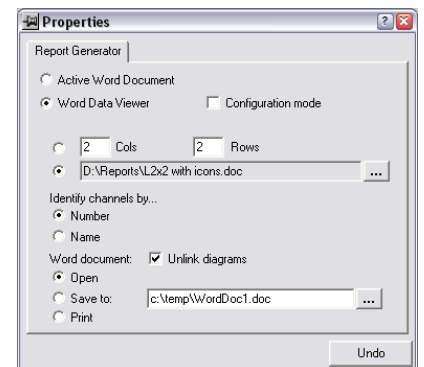 Properties
Report Generator
Active Word Document
Word Data Viewer Configuration mode
2 Cols 2 Rows
D:\Reports\L2x2 with icons.doc ...
Identify channels by...
Number
Name
Word document: Unlink diagrams
Open
Save to: c:\temp\WordDoc1.doc ...
Print
Undo